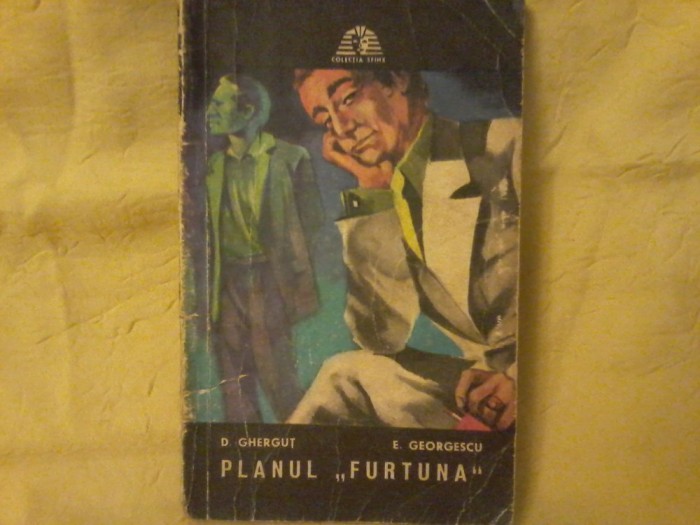 COLECȚIA SFINX
D. GHERGUȚ E. GEORGESCU
PLANUL „FURTUNA“